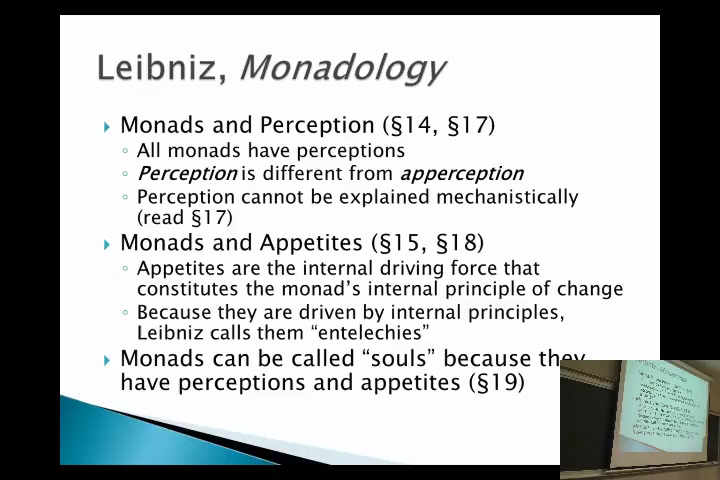 Leibniz, Monadology
Monads and Perception (§14, §17)
All monads have perceptions
Perception is different from apperception
Perception cannot be explained mechanistically
(read §17)
Monads and Appetites (§15, §18)
Appetites are the internal driving force that
constitutes the monad's internal principle of change
Because they are driven by internal principles,
Leibniz calls them “entelechies”
Monads can be called “souls” because they
have perceptions and appetites (§19)